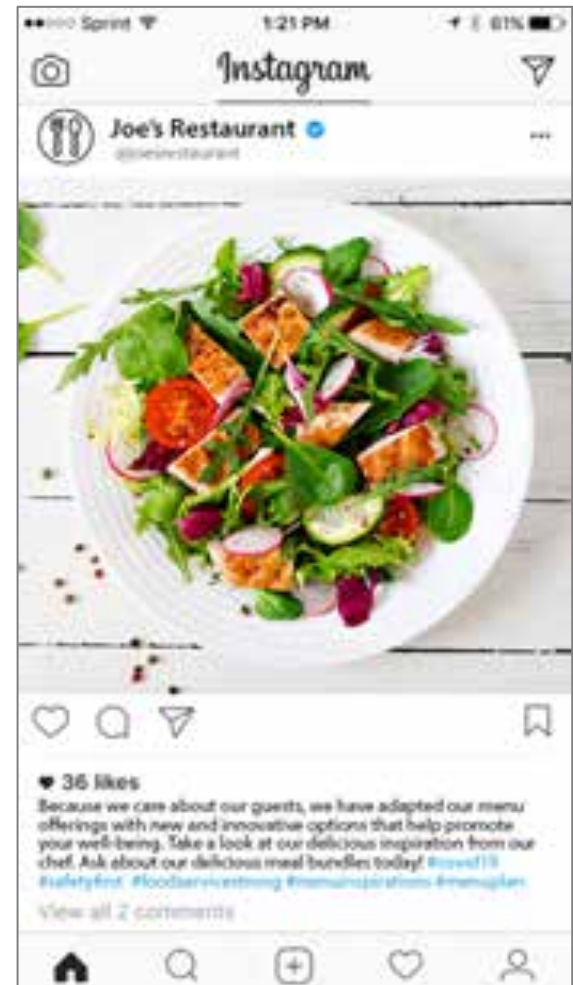 Sprint 1:21 PM 61%
Instagram
Joe's Restaurant
@joesrestaurant
36 likes
Because we care about our guests, we have adapted our menu
offerings with new and innovative options that help promote
your well-being. Take a look at our delicious inspiration from our
chef. Ask about our delicious meal bundles today! #covid19
#safetyfirst #foodservicestrong #menuinspirations #menuplan
View all 2 comments